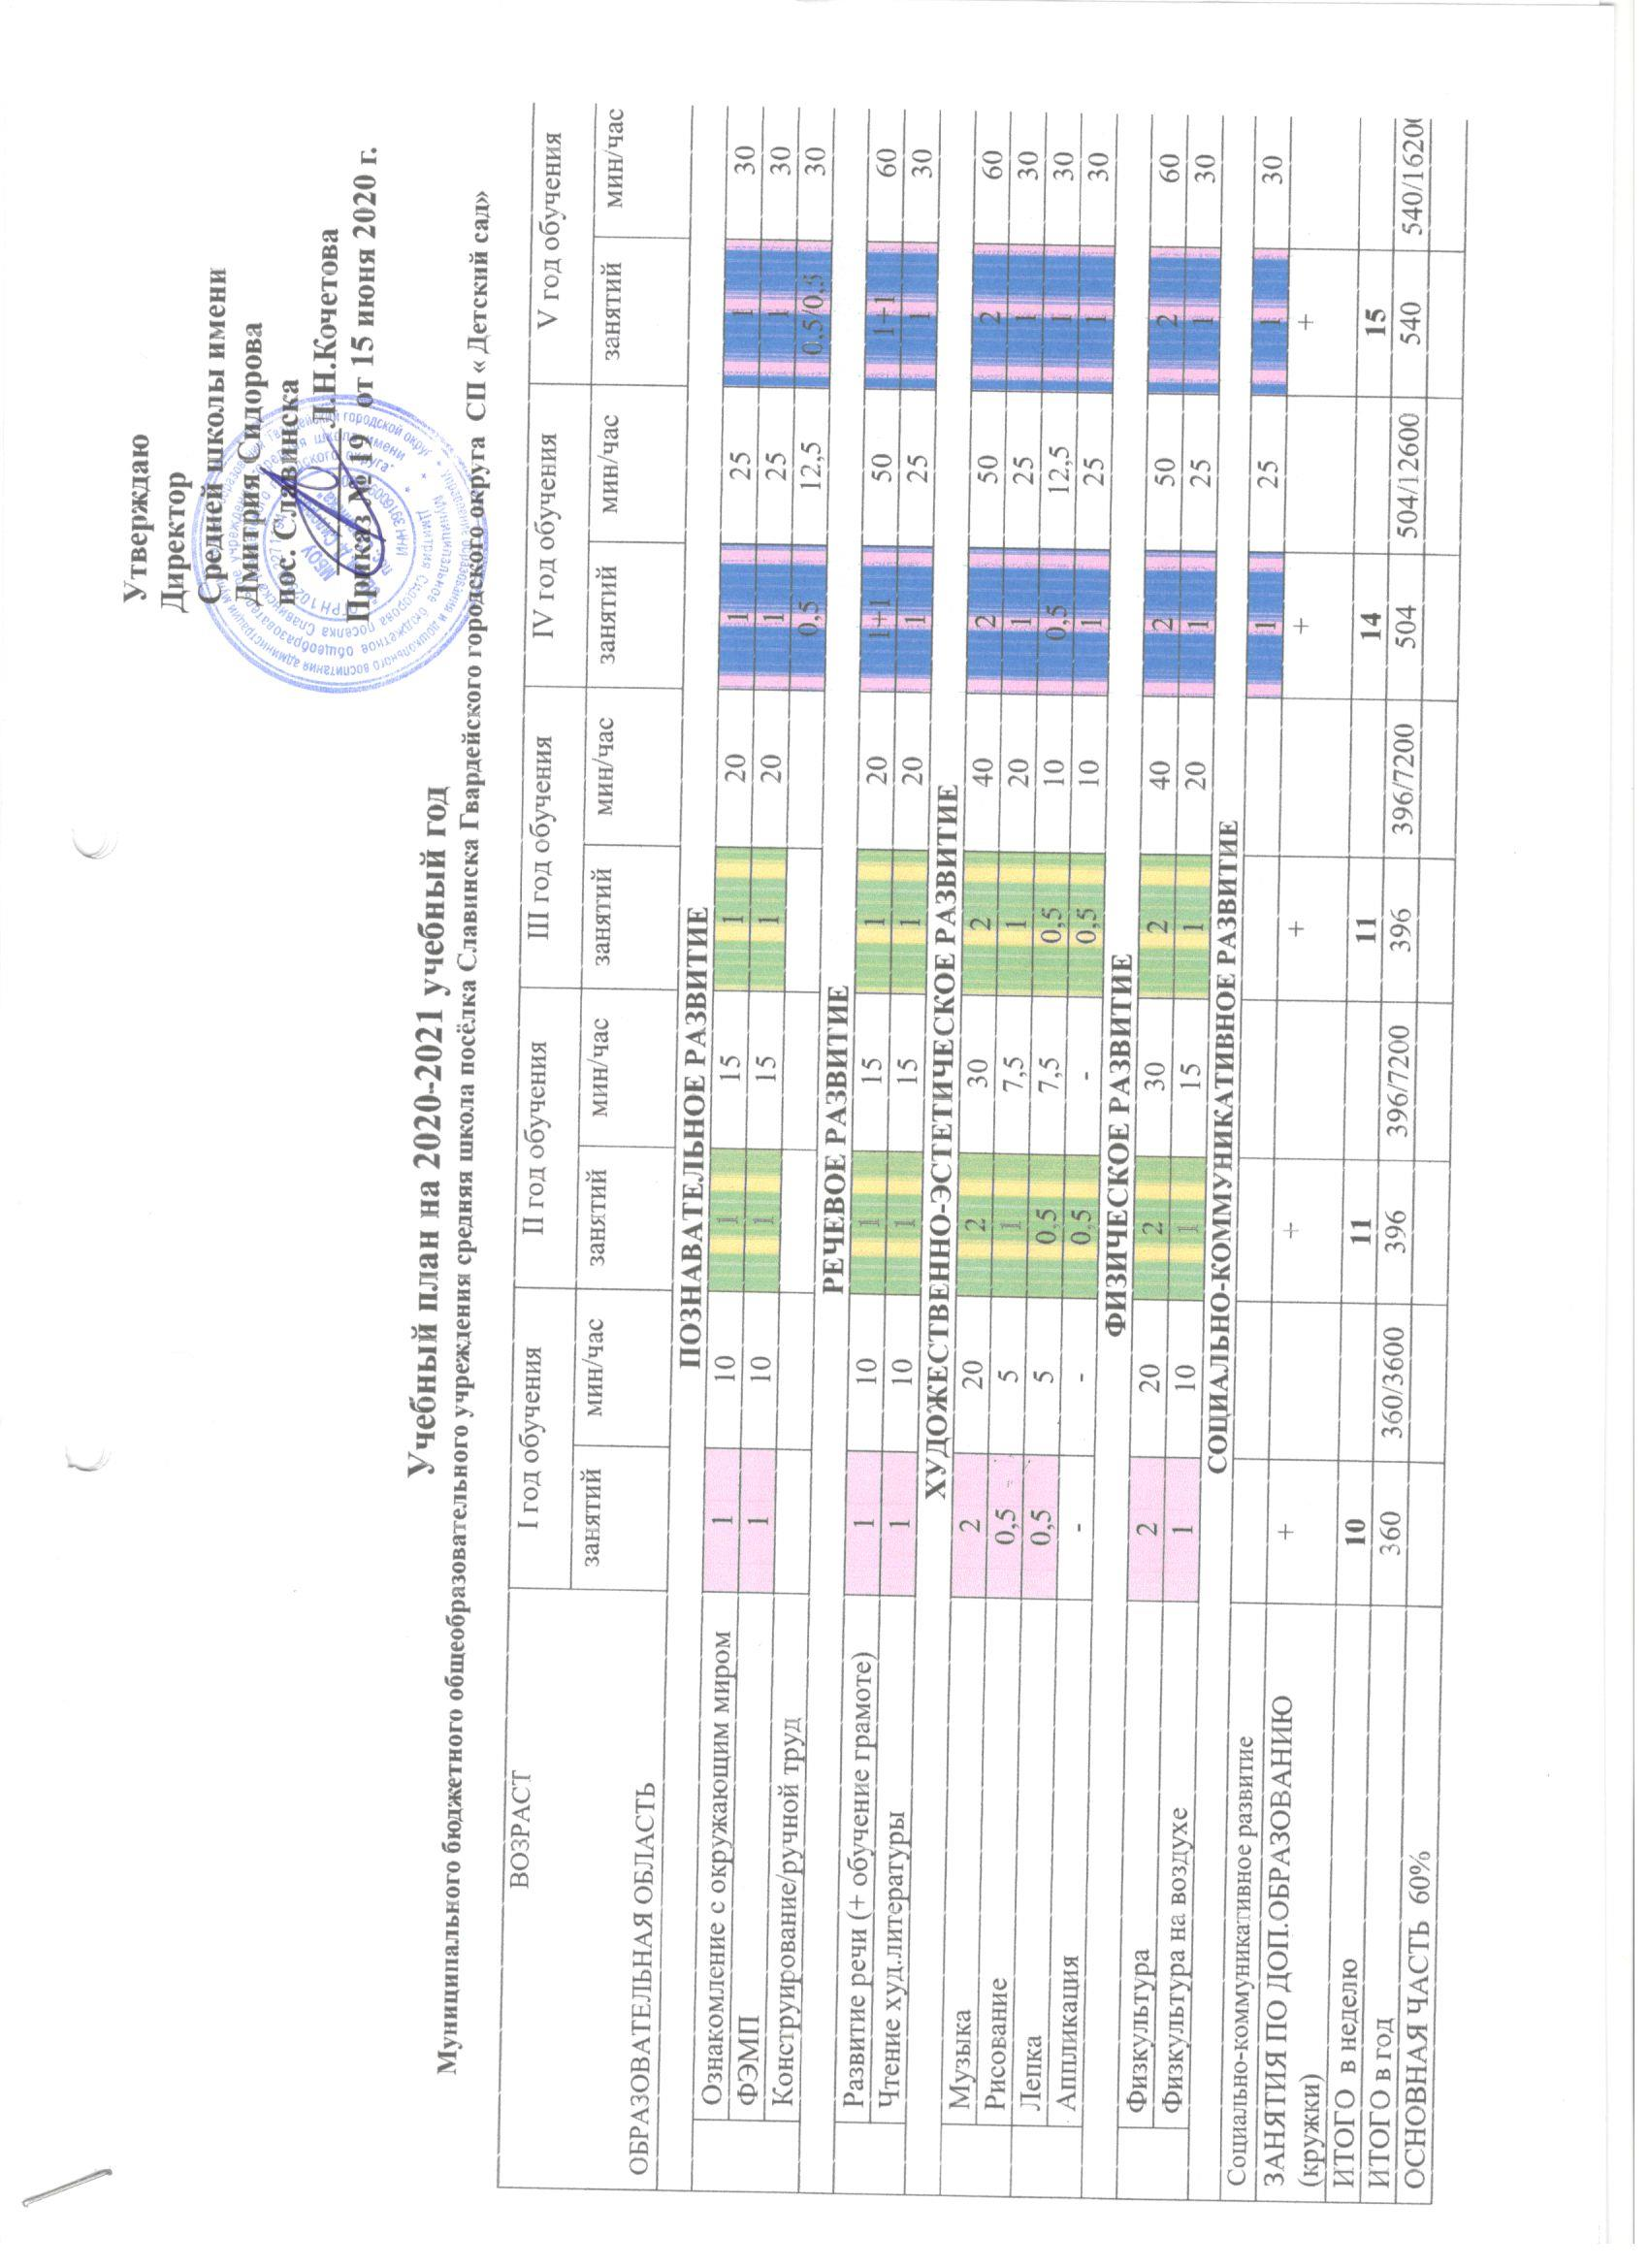 Утверждаю
Директор
Средней школы имени
Дмитрия Сидорова
пос. Славинска
Л.Н.Кочетова
Приказ № 19 от 15 июня 2020 г.
Учебный план на 2020-2021 учебный год
Муниципального бюджетного общеобразовательного учреждения средняя школа посёлка Славинска Гвардейского городского округа СП « Детский сад»
ВОЗРАСТ I год обучения II год обучения III год обучения IV год обучения V год обучения
ОБРАЗОВАТЕЛЬНАЯ ОБЛАСТЬ занятий мин/час занятий мин/час занятий мин/час занятий мин/час занятий мин/час
ПОЗНАВАТЕЛЬНОЕ РАЗВИТИЕ
Ознакомление с окружающим миром 1 10 1 15 1 20 1 25 1 30
ФЭМП 1 10 1 15 1 20 1 25 1 30
Конструирование/ручной труд 0,5 12,5 0,5/0,5 30
РЕЧЕВОЕ РАЗВИТИЕ
Развитие речи (+ обучение грамоте) 1 10 1 15 1 20 1+1 50 1+1 60
Чтение худ.литературы 1 10 1 15 1 20 1 25 1 30
ХУДОЖЕСТВЕННО-ЭСТЕТИЧЕСКОЕ РАЗВИТИЕ
Музыка 2 20 2 30 2 40 2 50 2 60
Рисование 0,5 5 1 7,5 1 20 1 25 1 30
Лепка 0,5 5 0,5 7,5 0,5 10 0,5 12,5 1 30
Аппликация - - 0,5 - 0,5 10 1 25 1 30
ФИЗИЧЕСКОЕ РАЗВИТИЕ
Физкультура 2 20 2 30 2 40 2 50 2 60
Физкультура на воздухе 1 10 1 15 1 20 1 25 1 30
СОЦИАЛЬНО-КОММУНИКАТИВНОЕ РАЗВИТИЕ
Социально-коммуникативное развитие 1 25 1 30
ЗАНЯТИЯ ПО ДОП.ОБРАЗОВАНИЮ + + + + +
(кружки)
ИТОГО в неделю 10 11 11 14 15
ИТОГО в год 360 360/3600 396 396/7200 396 396/7200 504 504/12600 540 540/16200
ОСНОВНАЯ ЧАСТЬ 60%